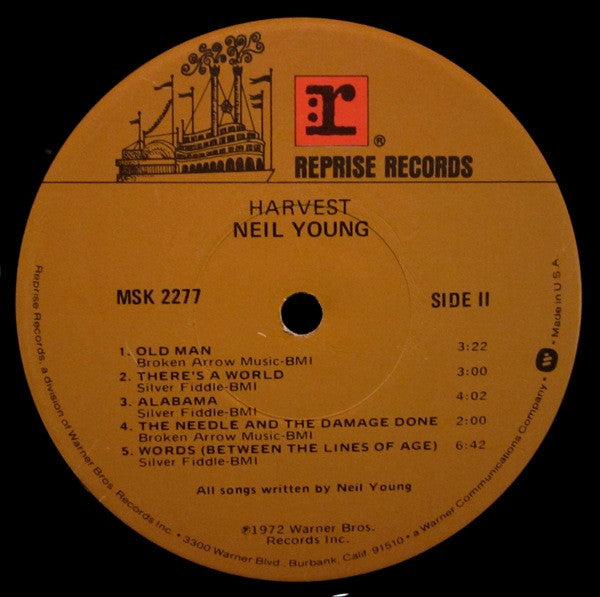 r
®
REPRISE RECORDS
HARVEST
NEIL YOUNG
MSK 2277
SIDE II
1. OLD MAN 3:22
Broken Arrow Music-BMI
2. THERE'S A WORLD 3:00
Silver Fiddle-BMI
3. ALABAMA 4:02
Silver Fiddle-BMI
4. THE NEEDLE AND THE DAMAGE DONE 2:00
Broken Arrow Music-BMI
5. WORDS (BETWEEN THE LINES OF AGE) 6:42
Silver Fiddle-BMI
All songs written by Neil Young
℗1972 Warner Bros.
Records Inc.
Reprise Records, a division of Warner Bros. Records Inc. • 3300 Warner Blvd., Burbank, Calif. 91510 • a Warner Communications Company • W • Made in U.S.A.